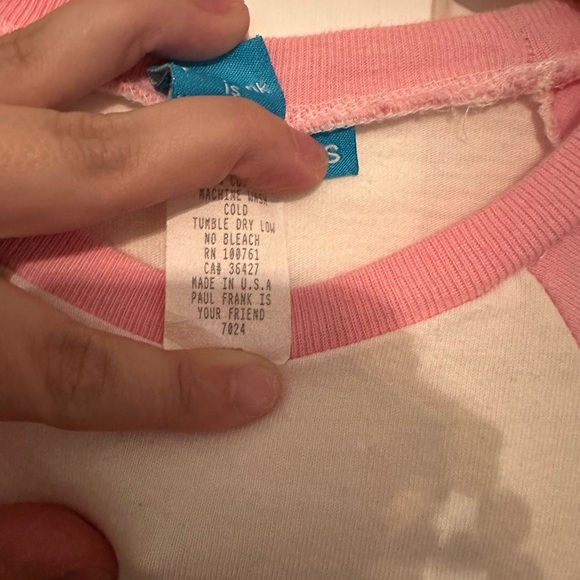 S
MACHINE WASH
COLD
TUMBLE DRY LOW
NO BLEACH
RN 100761
CA# 36427
MADE IN U.S.A
PAUL FRANK IS
YOUR FRIEND
7024